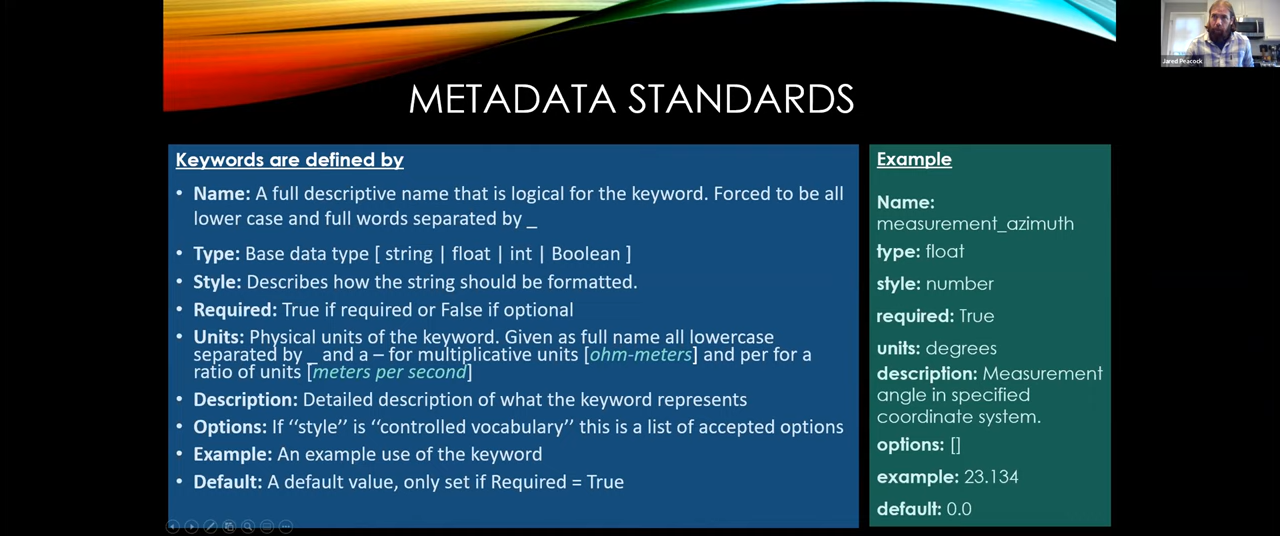 Jared Peacock
METADATA STANDARDS
Keywords are defined by
• Name: A full descriptive name that is logical for the keyword. Forced to be all
lower case and full words separated by _
• Type: Base data type [ string | float | int | Boolean ]
• Style: Describes how the string should be formatted.
• Required: True if required or False if optional
• Units: Physical units of the keyword. Given as full name all lowercase
separated by _ and a – for multiplicative units [ohm-meters] and per for a
ratio of units [meters per second]
• Description: Detailed description of what the keyword represents
• Options: If ‘‘style’’ is ‘‘controlled vocabulary’’ this is a list of accepted options
• Example: An example use of the keyword
• Default: A default value, only set if Required = True
Example
Name:
measurement_azimuth
type: float
style: number
required: True
units: degrees
description: Measurement
angle in specified
coordinate system.
options: []
example: 23.134
default: 0.0